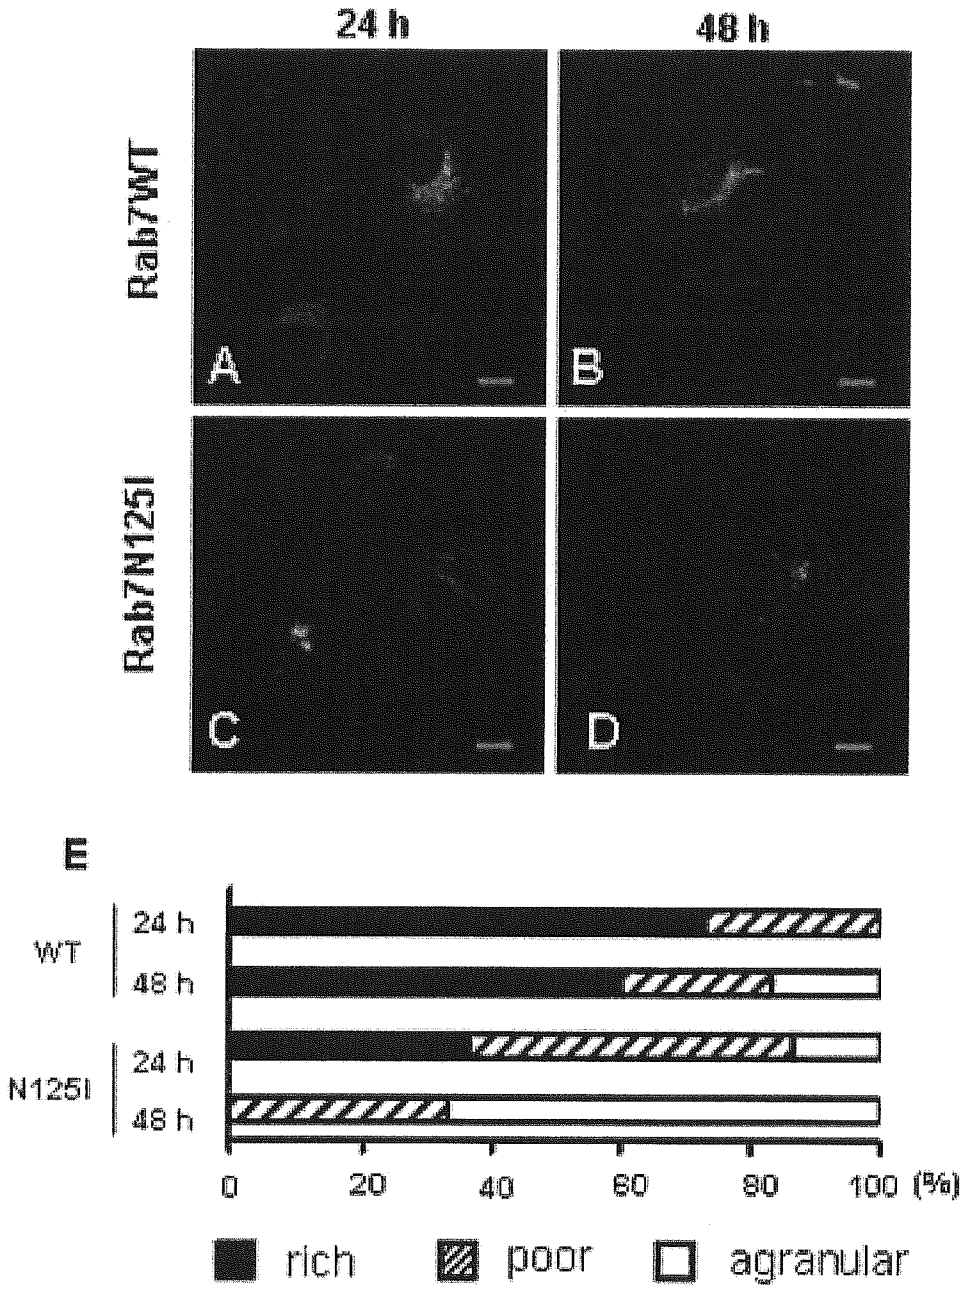 24 h
48 h
Rab7WT
A
B
Rab7N125I
C
D
E
WT
24 h
48 h
N125I
24 h
48 h
0 20 40 60 80 100 (%)
rich poor agranular